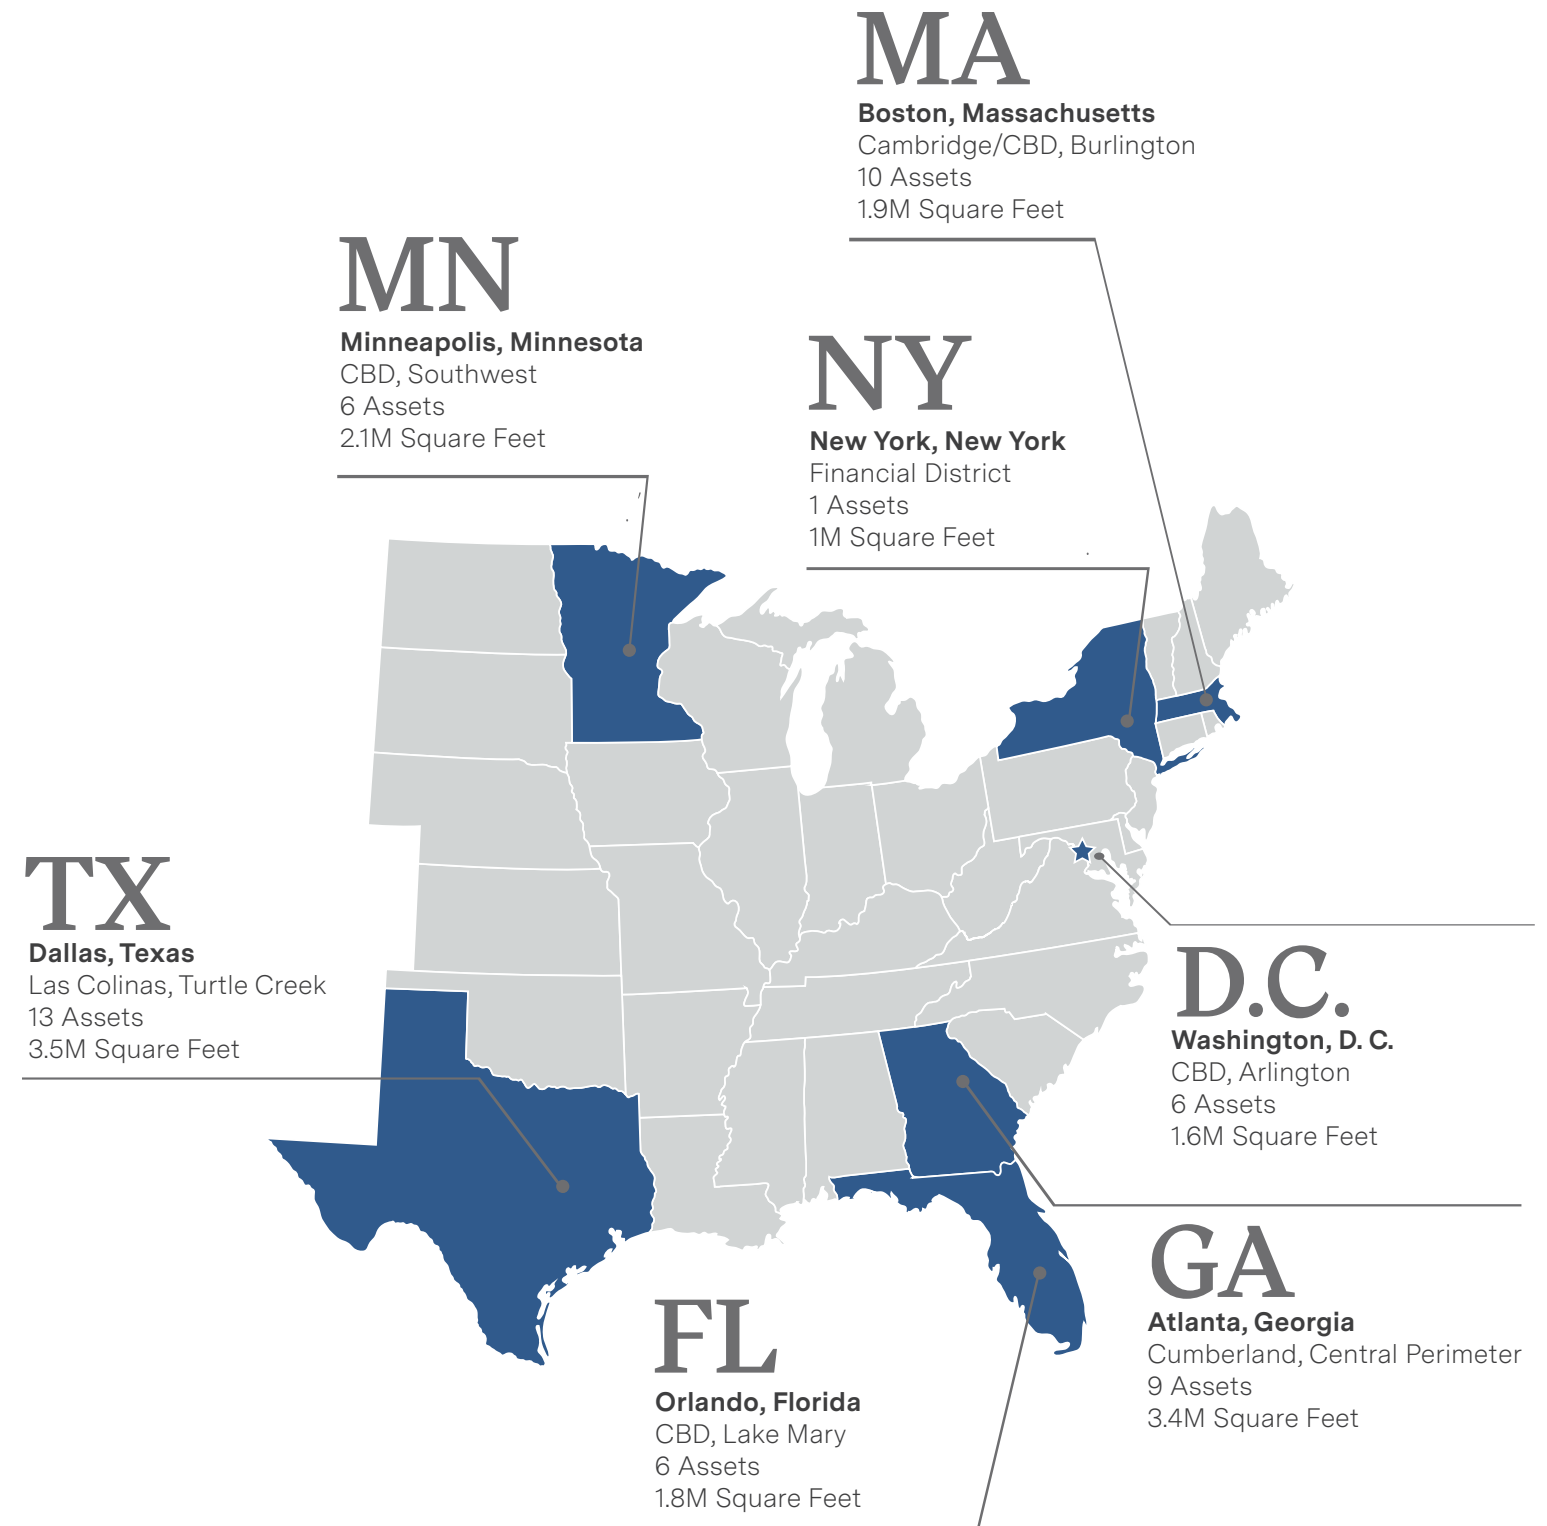 MA
Boston, Massachusetts
Cambridge/CBD, Burlington
10 Assets
1.9M Square Feet
MN
Minneapolis, Minnesota
CBD, Southwest
6 Assets
2.1M Square Feet
NY
New York, New York
Financial District
1 Assets
1M Square Feet
TX
Dallas, Texas
Las Colinas, Turtle Creek
13 Assets
3.5M Square Feet
D.C.
Washington, D. C.
CBD, Arlington
6 Assets
1.6M Square Feet
GA
Atlanta, Georgia
Cumberland, Central Perimeter
9 Assets
3.4M Square Feet
FL
Orlando, Florida
CBD, Lake Mary
6 Assets
1.8M Square Feet